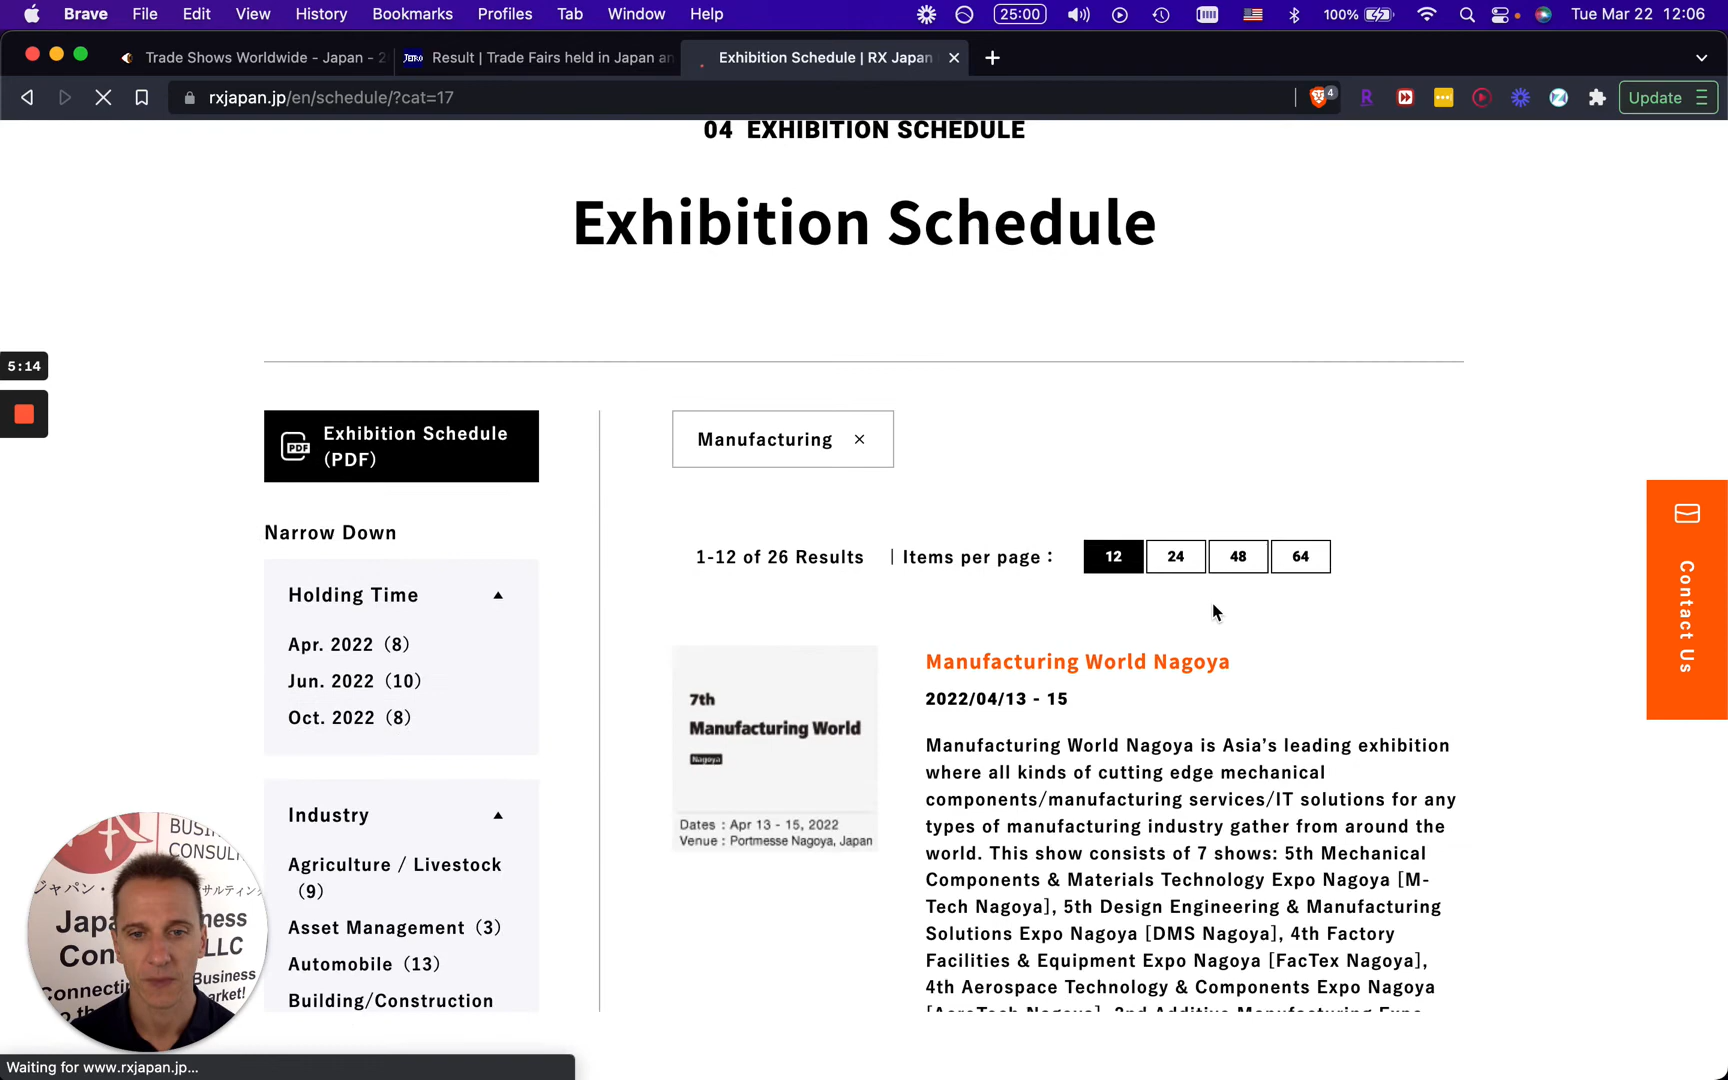 Brave File Edit View History Bookmarks Profiles Tab Window Help 25:00 100% Tue Mar 22 12:06
Trade Shows Worldwide - Japan - 2 JETRO Result | Trade Fairs held in Japan an Exhibition Schedule | RX Japan
rxjapan.jp/en/schedule/?cat=17 4 R Update
04 EXHIBITION SCHEDULE
Exhibition Schedule
5:14
PDF
Exhibition Schedule
(PDF)
Narrow Down
Holding Time
Apr. 2022 (8)
Jun. 2022 (10)
Oct. 2022 (8)
Industry
Agriculture / Livestock
(9)
Asset Management (3)
Automobile (13)
Building/Construction
Manufacturing ×
1-12 of 26 Results | Items per page : 12 24 48 64
7th
Manufacturing World
Nagoya
Dates : Apr 13 - 15, 2022
Venue : Portmesse Nagoya, Japan
Manufacturing World Nagoya
2022/04/13 - 15
Manufacturing World Nagoya is Asia's leading exhibition
where all kinds of cutting edge mechanical
components/manufacturing services/IT solutions for any
types of manufacturing industry gather from around the
world. This show consists of 7 shows: 5th Mechanical
Components & Materials Technology Expo Nagoya [M-
Tech Nagoya], 5th Design Engineering & Manufacturing
Solutions Expo Nagoya [DMS Nagoya], 4th Factory
Facilities & Equipment Expo Nagoya [FacTex Nagoya],
4th Aerospace Technology & Components Expo Nagoya
Contact Us
Waiting for www.rxjapan.jp...